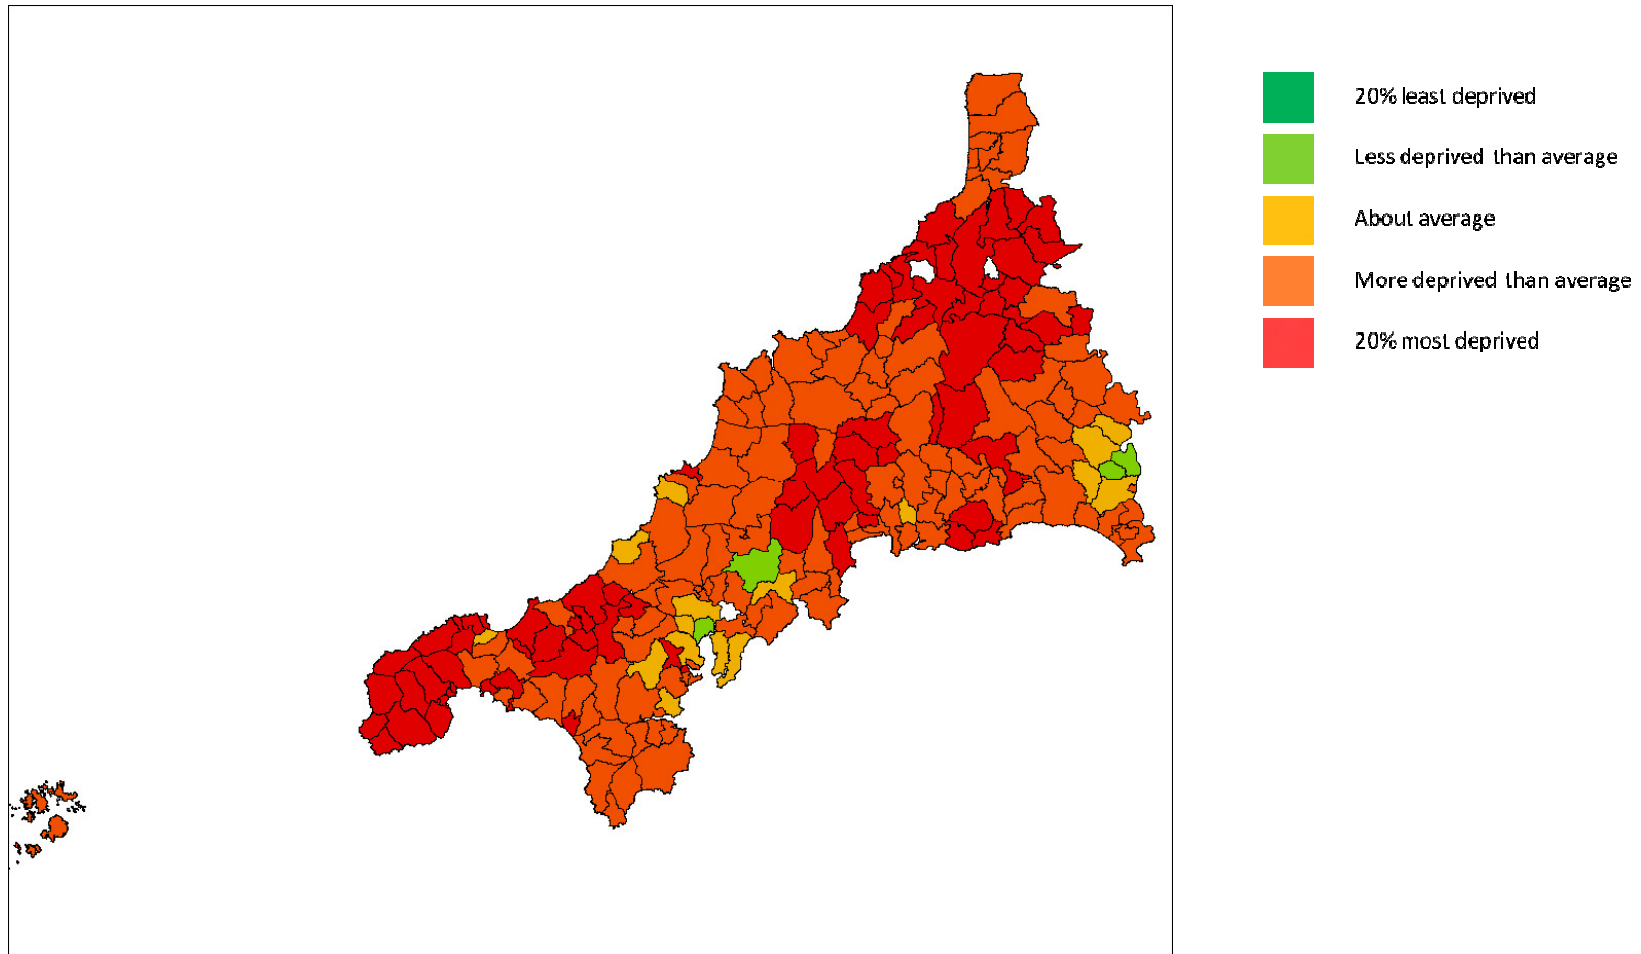 20% least deprived
Less deprived than average
About average
More deprived than average
20% most deprived